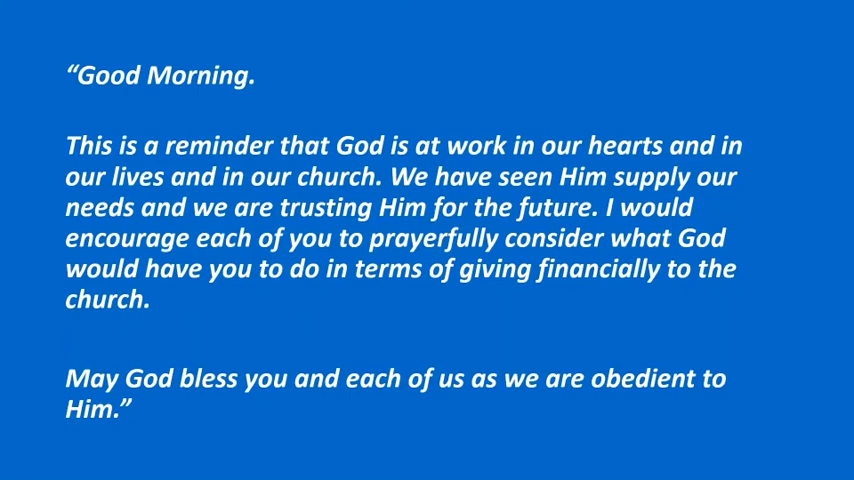 “Good Morning.
This is a reminder that God is at work in our hearts and in
our lives and in our church. We have seen Him supply our
needs and we are trusting Him for the future. I would
encourage each of you to prayerfully consider what God
would have you to do in terms of giving financially to the
church.
May God bless you and each of us as we are obedient to
Him.”